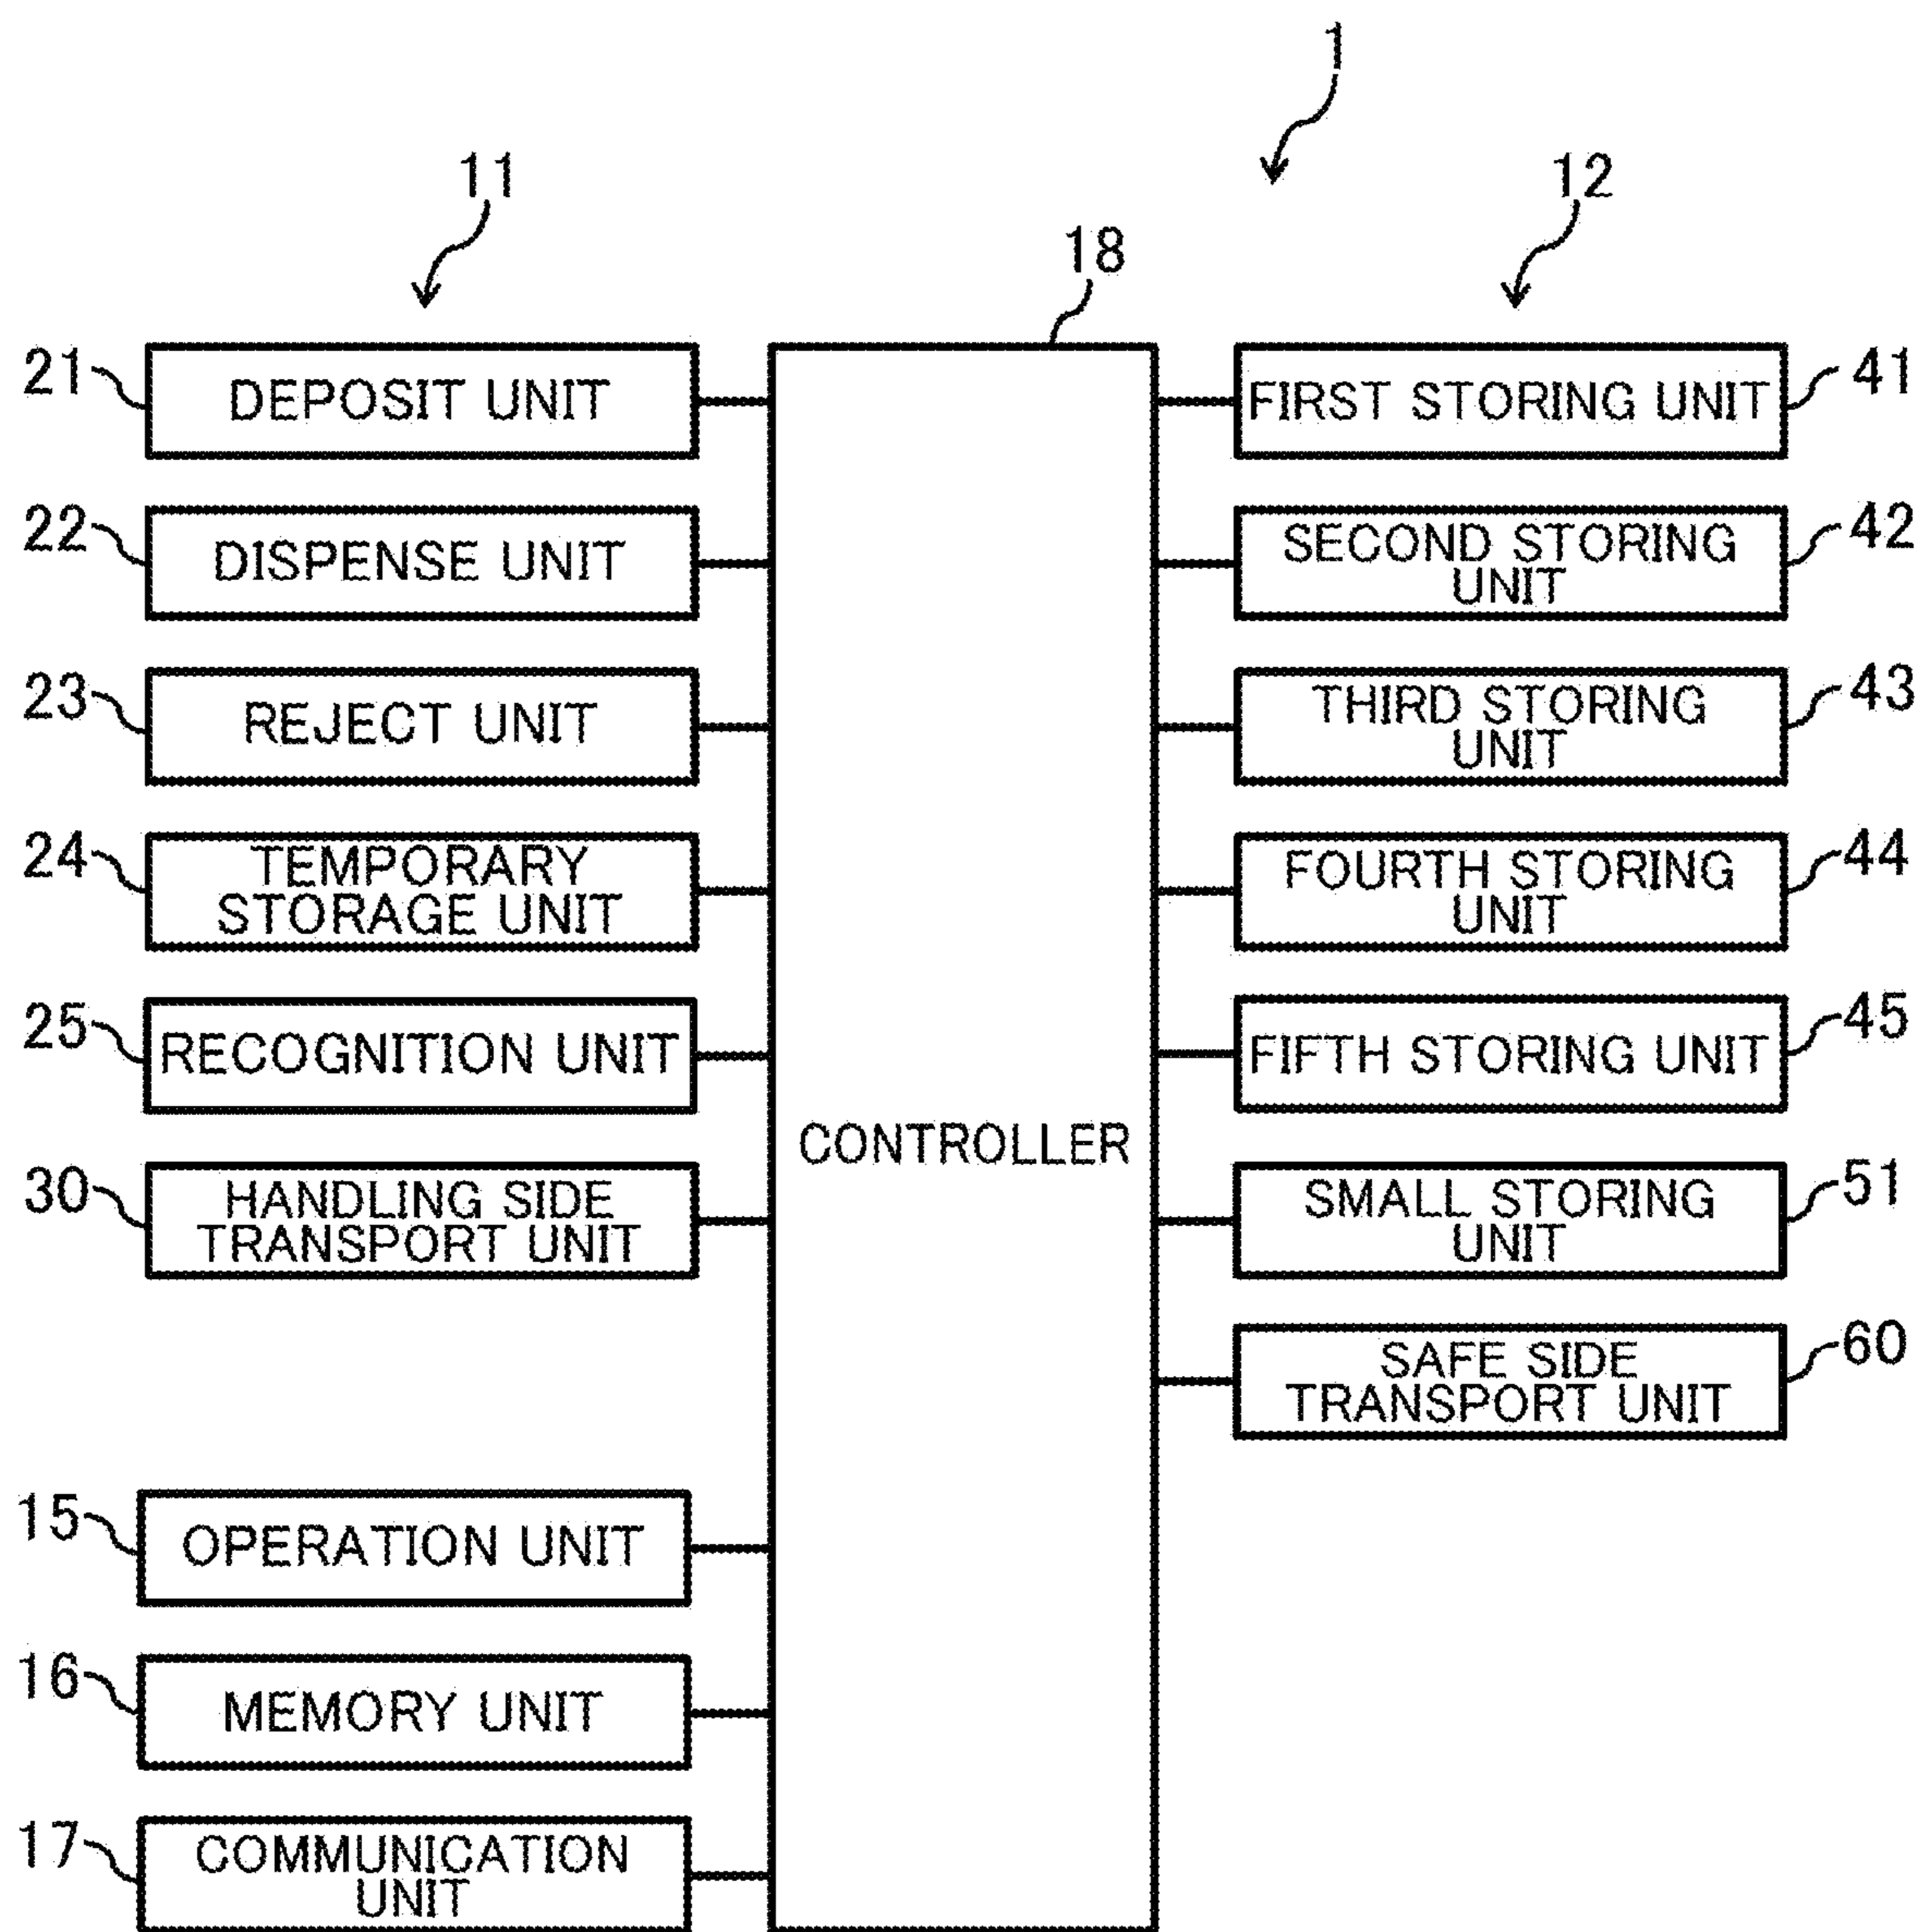 1
11
12
18
21
DEPOSIT UNIT
FIRST STORING UNIT
41
22
DISPENSE UNIT
SECOND STORING
UNIT
42
23
REJECT UNIT
THIRD STORING
UNIT
43
24
TEMPORARY
STORAGE UNIT
FOURTH STORING
UNIT
44
25
RECOGNITION UNIT
FIFTH STORING UNIT
45
CONTROLLER
30
HANDLING SIDE
TRANSPORT UNIT
SMALL STORING
UNIT
51
SAFE SIDE
TRANSPORT UNIT
60
15
OPERATION UNIT
16
MEMORY UNIT
17
COMMUNICATION
UNIT